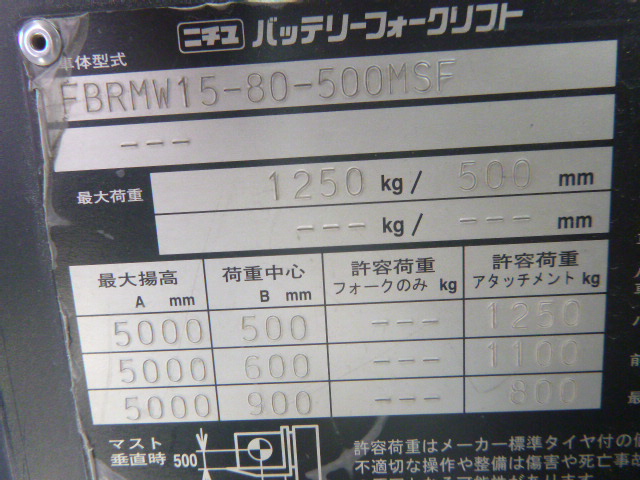 ニチユ バッテリーフォークリフト
車体型式
FBRMW15-80-500MSF
---
最大荷重 1250 kg/ 500 mm
--- kg/ --- mm
最大揚高 荷重中心 許容荷重 許容荷重
A mm B mm フォークのみ kg アタッチメント kg
5000 500 --- 1250
5000 600 --- 1100
5000 900 --- 800
マスト
垂直時 500
許容荷重はメーカー標準タイヤ付の
不適切な操作や整備は傷害や死亡事故